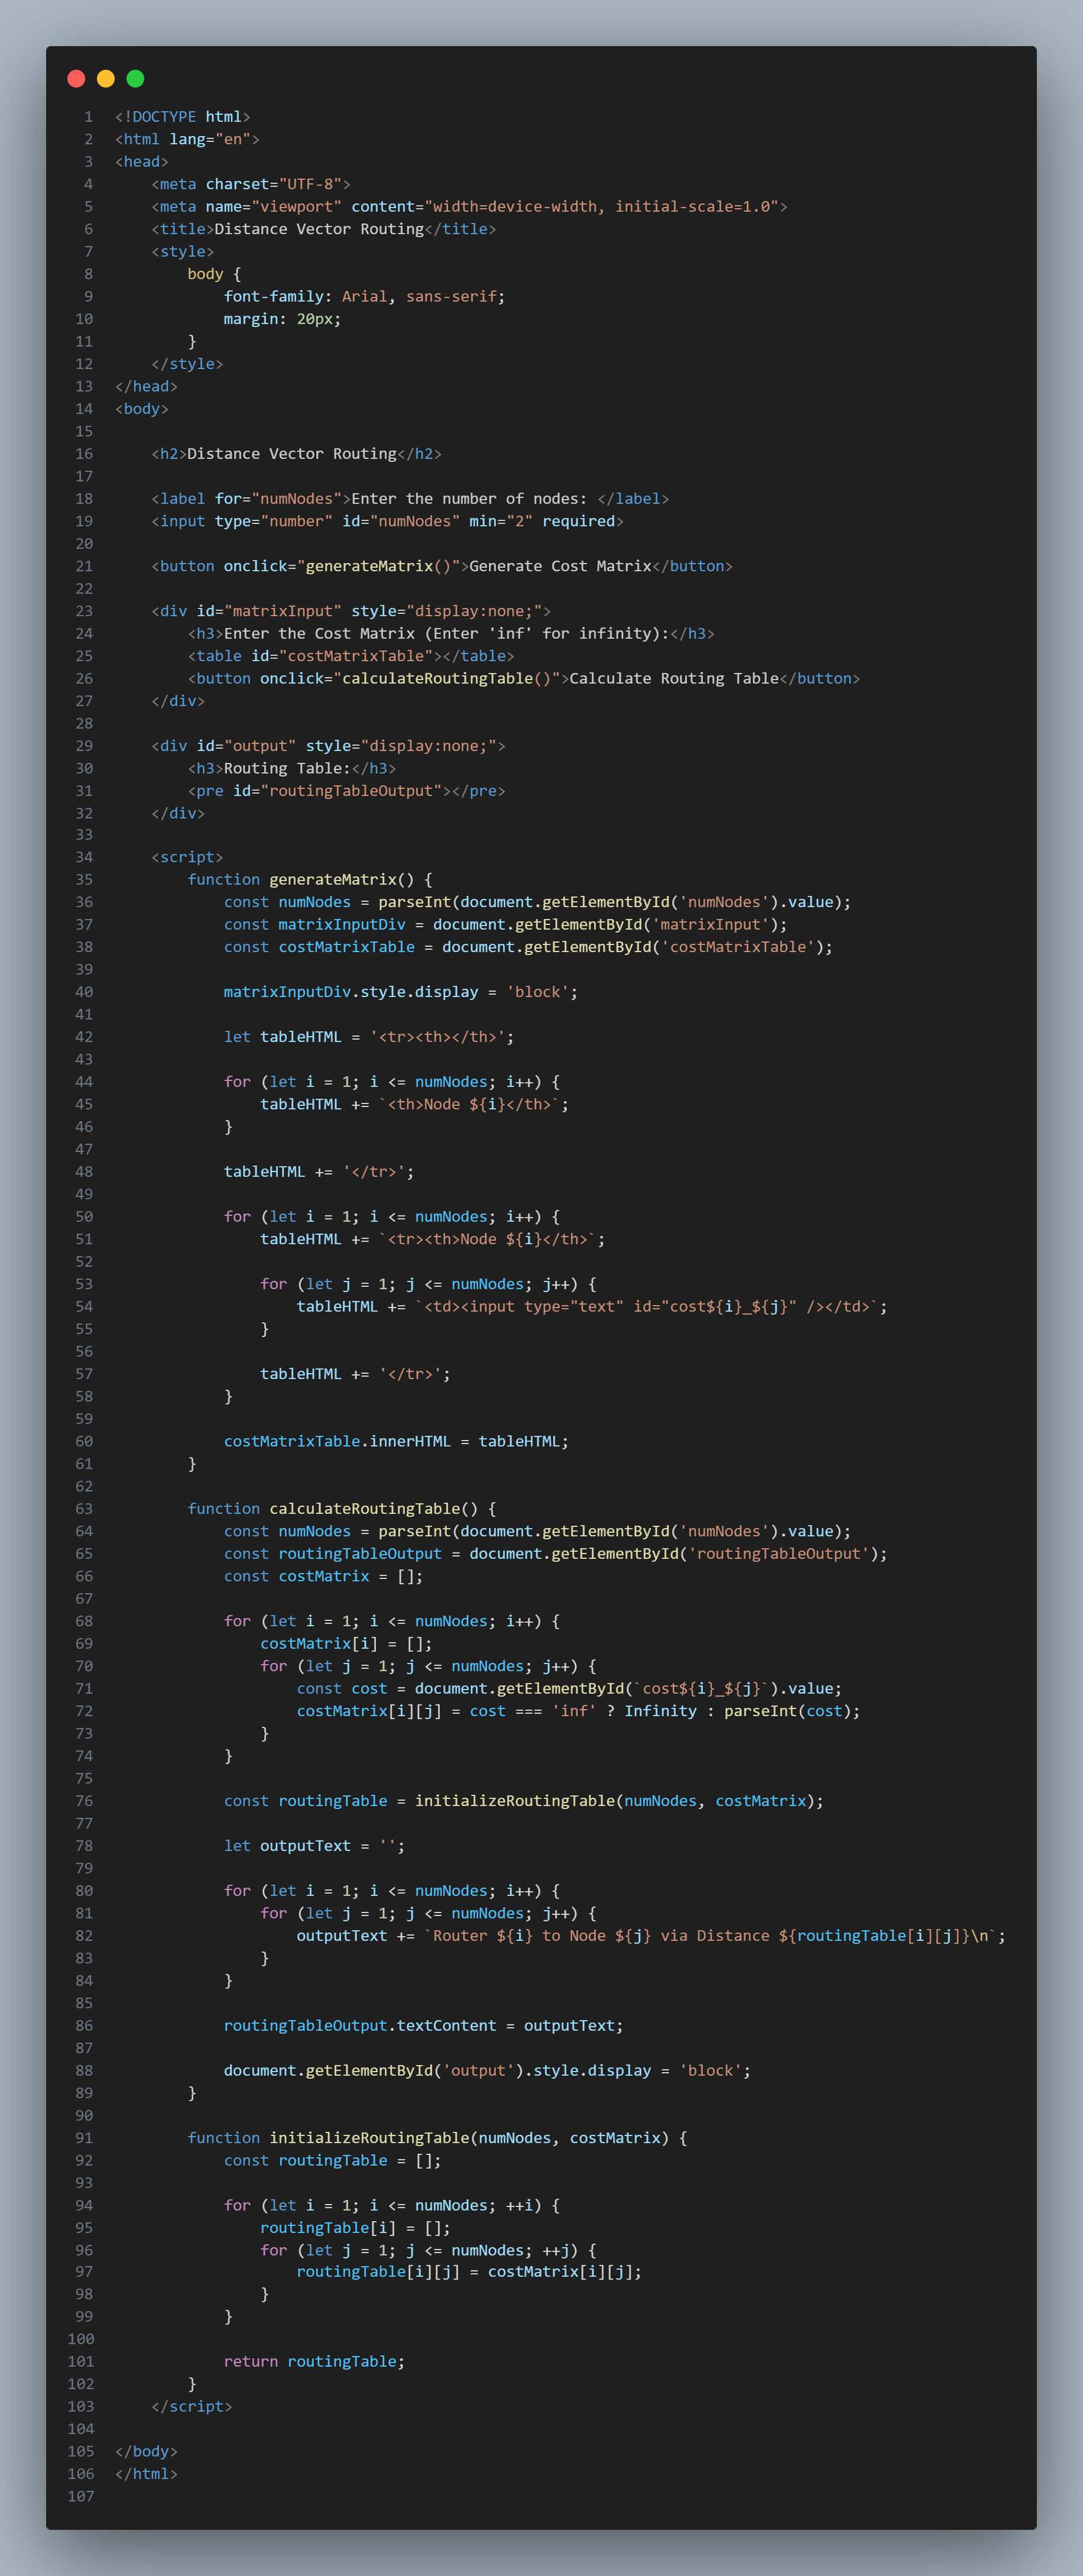 1 <!DOCTYPE html>
2 <html lang="en">
3 <head>
4     <meta charset="UTF-8">
5     <meta name="viewport" content="width=device-width, initial-scale=1.0">
6     <title>Distance Vector Routing</title>
7     <style>
8         body {
9             font-family: Arial, sans-serif;
10             margin: 20px;
11         }
12     </style>
13 </head>
14 <body>
15
16     <h2>Distance Vector Routing</h2>
17
18     <label for="numNodes">Enter the number of nodes: </label>
19     <input type="number" id="numNodes" min="2" required>
20
21     <button onclick="generateMatrix()">Generate Cost Matrix</button>
22
23     <div id="matrixInput" style="display:none;">
24         <h3>Enter the Cost Matrix (Enter 'inf' for infinity):</h3>
25         <table id="costMatrixTable"></table>
26         <button onclick="calculateRoutingTable()">Calculate Routing Table</button>
27     </div>
28
29     <div id="output" style="display:none;">
30         <h3>Routing Table:</h3>
31         <pre id="routingTableOutput"></pre>
32     </div>
33
34     <script>
35         function generateMatrix() {
36             const numNodes = parseInt(document.getElementById('numNodes').value);
37             const matrixInputDiv = document.getElementById('matrixInput');
38             const costMatrixTable = document.getElementById('costMatrixTable');
39
40             matrixInputDiv.style.display = 'block';
41
42             let tableHTML = '<tr><th></th>';
43
44             for (let i = 1; i <= numNodes; i++) {
45                 tableHTML += `<th>Node ${i}</th>`;
46             }
47
48             tableHTML += '</tr>';
49
50             for (let i = 1; i <= numNodes; i++) {
51                 tableHTML += `<tr><th>Node ${i}</th>`;
52
53                 for (let j = 1; j <= numNodes; j++) {
54                     tableHTML += `<td><input type="text" id="cost${i}_${j}" /></td>`;
55                 }
56
57                 tableHTML += '</tr>';
58             }
59
60             costMatrixTable.innerHTML = tableHTML;
61         }
62
63         function calculateRoutingTable() {
64             const numNodes = parseInt(document.getElementById('numNodes').value);
65             const routingTableOutput = document.getElementById('routingTableOutput');
66             const costMatrix = [];
67
68             for (let i = 1; i <= numNodes; i++) {
69                 costMatrix[i] = [];
70                 for (let j = 1; j <= numNodes; j++) {
71                     const cost = document.getElementById(`cost${i}_${j}`).value;
72                     costMatrix[i][j] = cost === 'inf' ? Infinity : parseInt(cost);
73                 }
74             }
75
76             const routingTable = initializeRoutingTable(numNodes, costMatrix);
77
78             let outputText = '';
79
80             for (let i = 1; i <= numNodes; i++) {
81                 for (let j = 1; j <= numNodes; j++) {
82                     outputText += `Router ${i} to Node ${j} via Distance ${routingTable[i][j]}\n`;
83                 }
84             }
85
86             routingTableOutput.textContent = outputText;
87
88             document.getElementById('output').style.display = 'block';
89         }
90
91         function initializeRoutingTable(numNodes, costMatrix) {
92             const routingTable = [];
93
94             for (let i = 1; i <= numNodes; ++i) {
95                 routingTable[i] = [];
96                 for (let j = 1; j <= numNodes; ++j) {
97                     routingTable[i][j] = costMatrix[i][j];
98                 }
99             }
100
101             return routingTable;
102         }
103     </script>
104
105 </body>
106 </html>
107